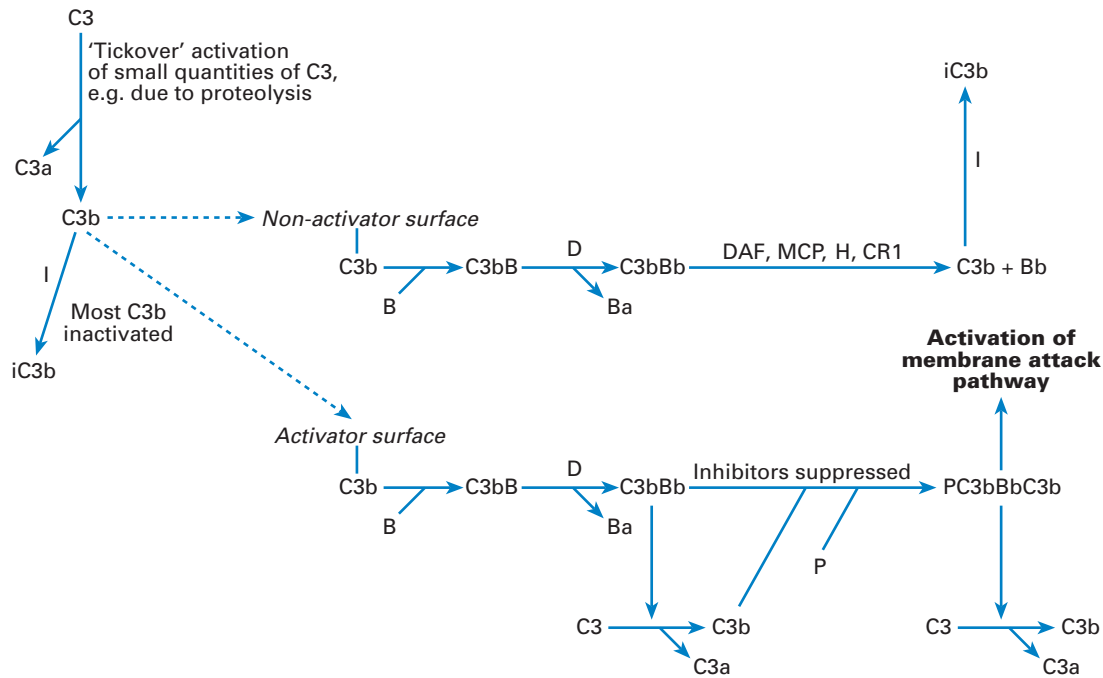 C3
‘Tickover’ activation
of small quantities of C3,
e.g. due to proteolysis
C3a
C3b
Non-activator surface
I
Most C3b
inactivated
iC3b
C3b
B
C3bB
D
Ba
C3bBb
DAF, MCP, H, CR1
C3b + Bb
I
iC3b
Activator surface
C3b
B
C3bB
D
Ba
C3bBb
Inhibitors suppressed
P
PC3bBbC3b
Activation of
membrane attack
pathway
C3
C3b
C3a
C3
C3b
C3a